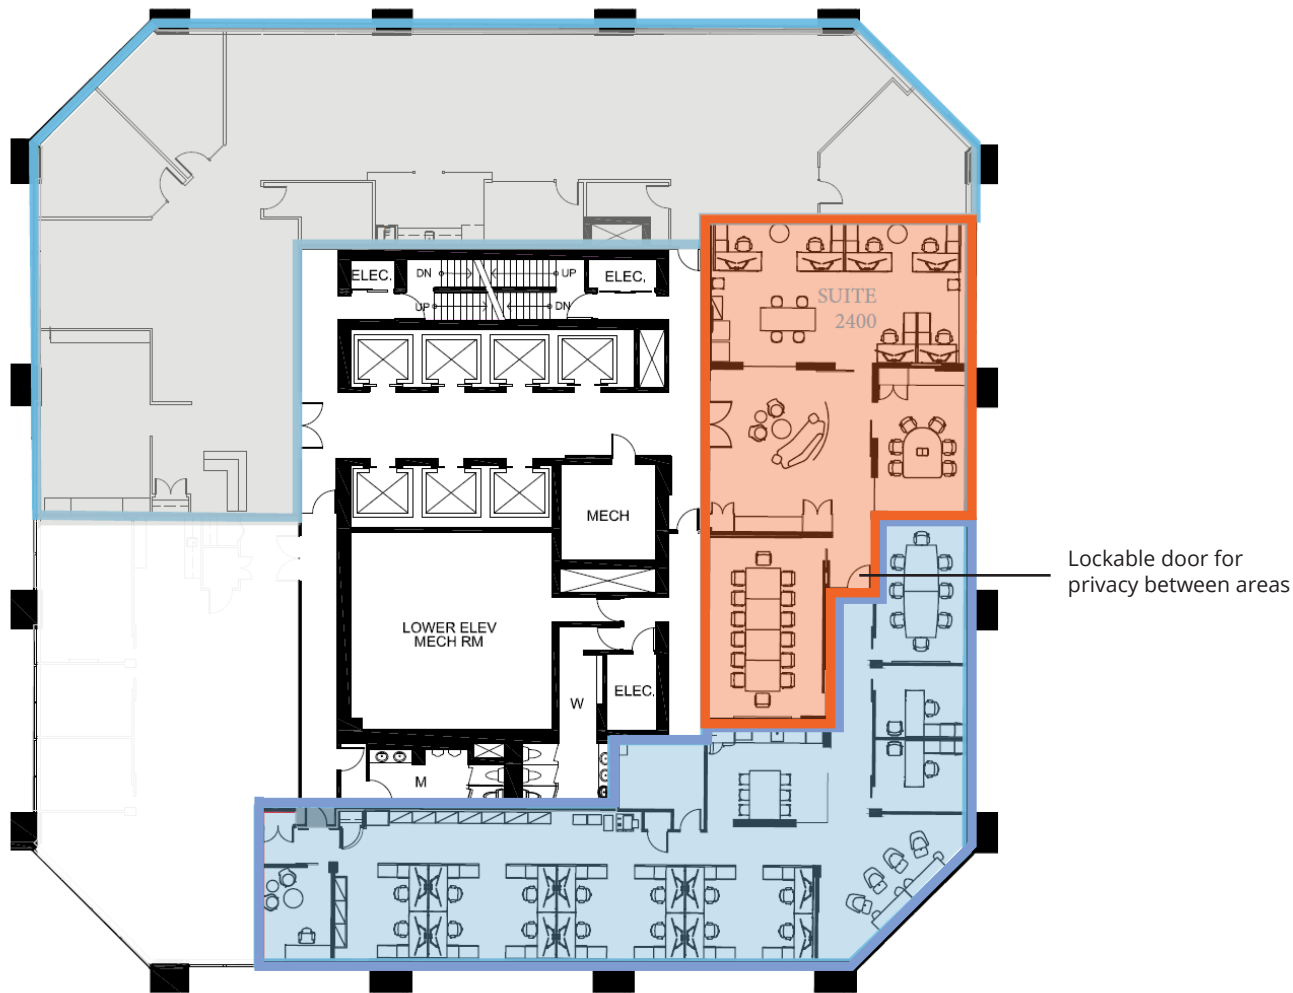 ELEC.
DN
UP
ELEC.
UP
DN
SUITE
2400
MECH
Lockable door for
privacy between areas
LOWER ELEV
MECH RM
ELEC.
W
M